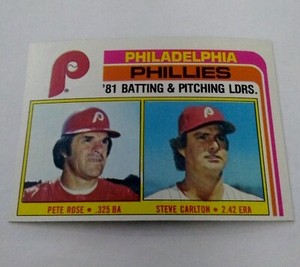 PHILADELPHIA
PHILLIES
'81 BATTING & PITCHING LDRS.
P
P
P
PETE ROSE • .325 BA
STEVE CARLTON • 2.42 ERA